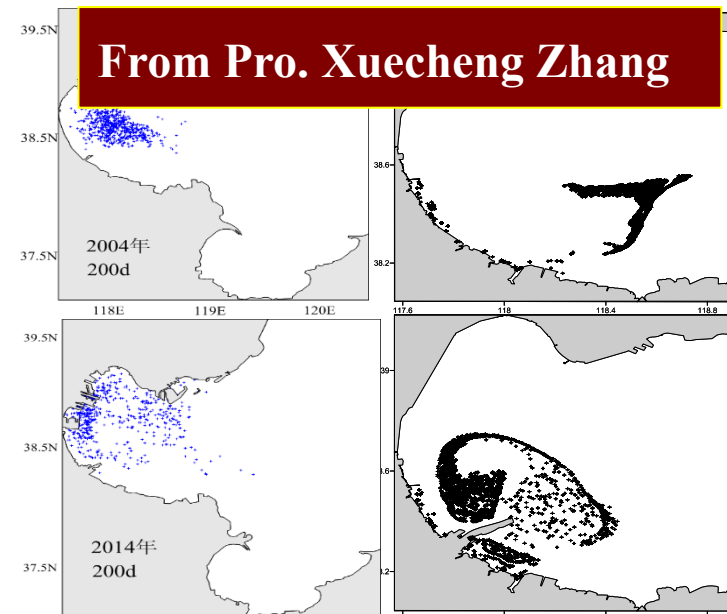 39.5N
From Pro. Xuecheng Zhang
38.5N
37.5N
2004年
200d
118E 119E 120E
38.6
38.2
117.6 118 118.4 118.8
39.5N
38.5N
37.5N
2014年
200d
39